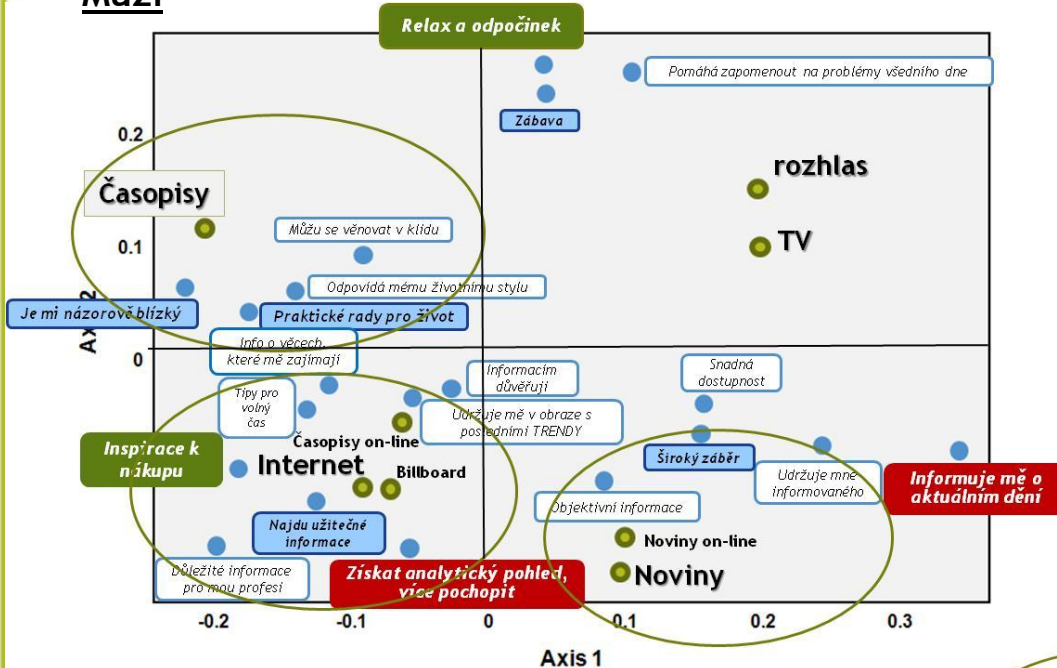 Muži
Relax a odpočinek
Pomáhá zapomenout na problémy všedního dne
Zábava
0.2
rozhlas
Časopisy
Můžu se věnovat v klidu
TV
0.1
Odpovídá mému životnímu stylu
Je mi názorově blízký
Praktické rady pro život
Axis 2
Info o věcech,
které mě zajímají
0
Informacím
důvěřuji
Snadná
dostupnost
Tipy pro
volný
čas
Udržuje mě v obraze s
posledními TRENDY
Časopisy on-line
Inspirace k
nákupu
Internet
Billboard
Široký záběr
Udržuje mne
informovaného
Informuje mě o
aktuálním dění
Objektivní informace
Najdu užitečné
informace
Noviny on-line
Důležité informace
pro mou profesi
Získat analytický pohled,
více pochopit
Noviny
-0.2
-0.1
0
0.1
0.2
0.3
Axis 1